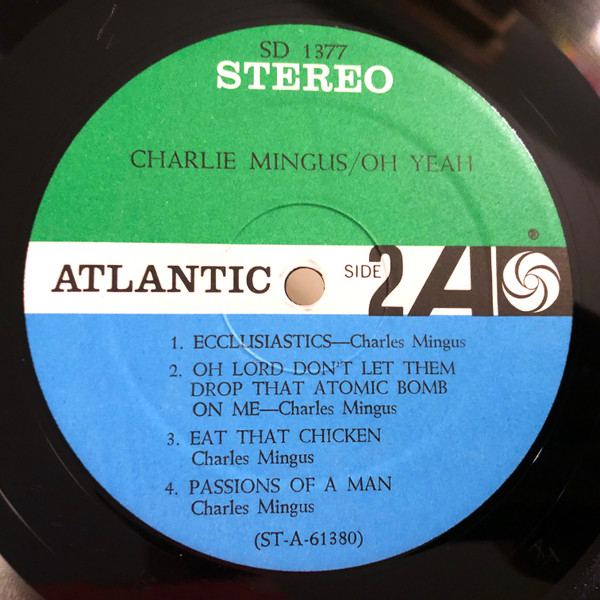 SD 1377
STEREO
CHARLIE MINGUS/OH YEAH
®
ATLANTIC SIDE 2 A
1. ECCLISIASTICS—Charles Mingus
2. OH LORD DON'T LET THEM
DROP THAT ATOMIC BOMB
ON ME—Charles Mingus
3. EAT THAT CHICKEN
Charles Mingus
4. PASSIONS OF A MAN
Charles Mingus
(ST-A-61380)